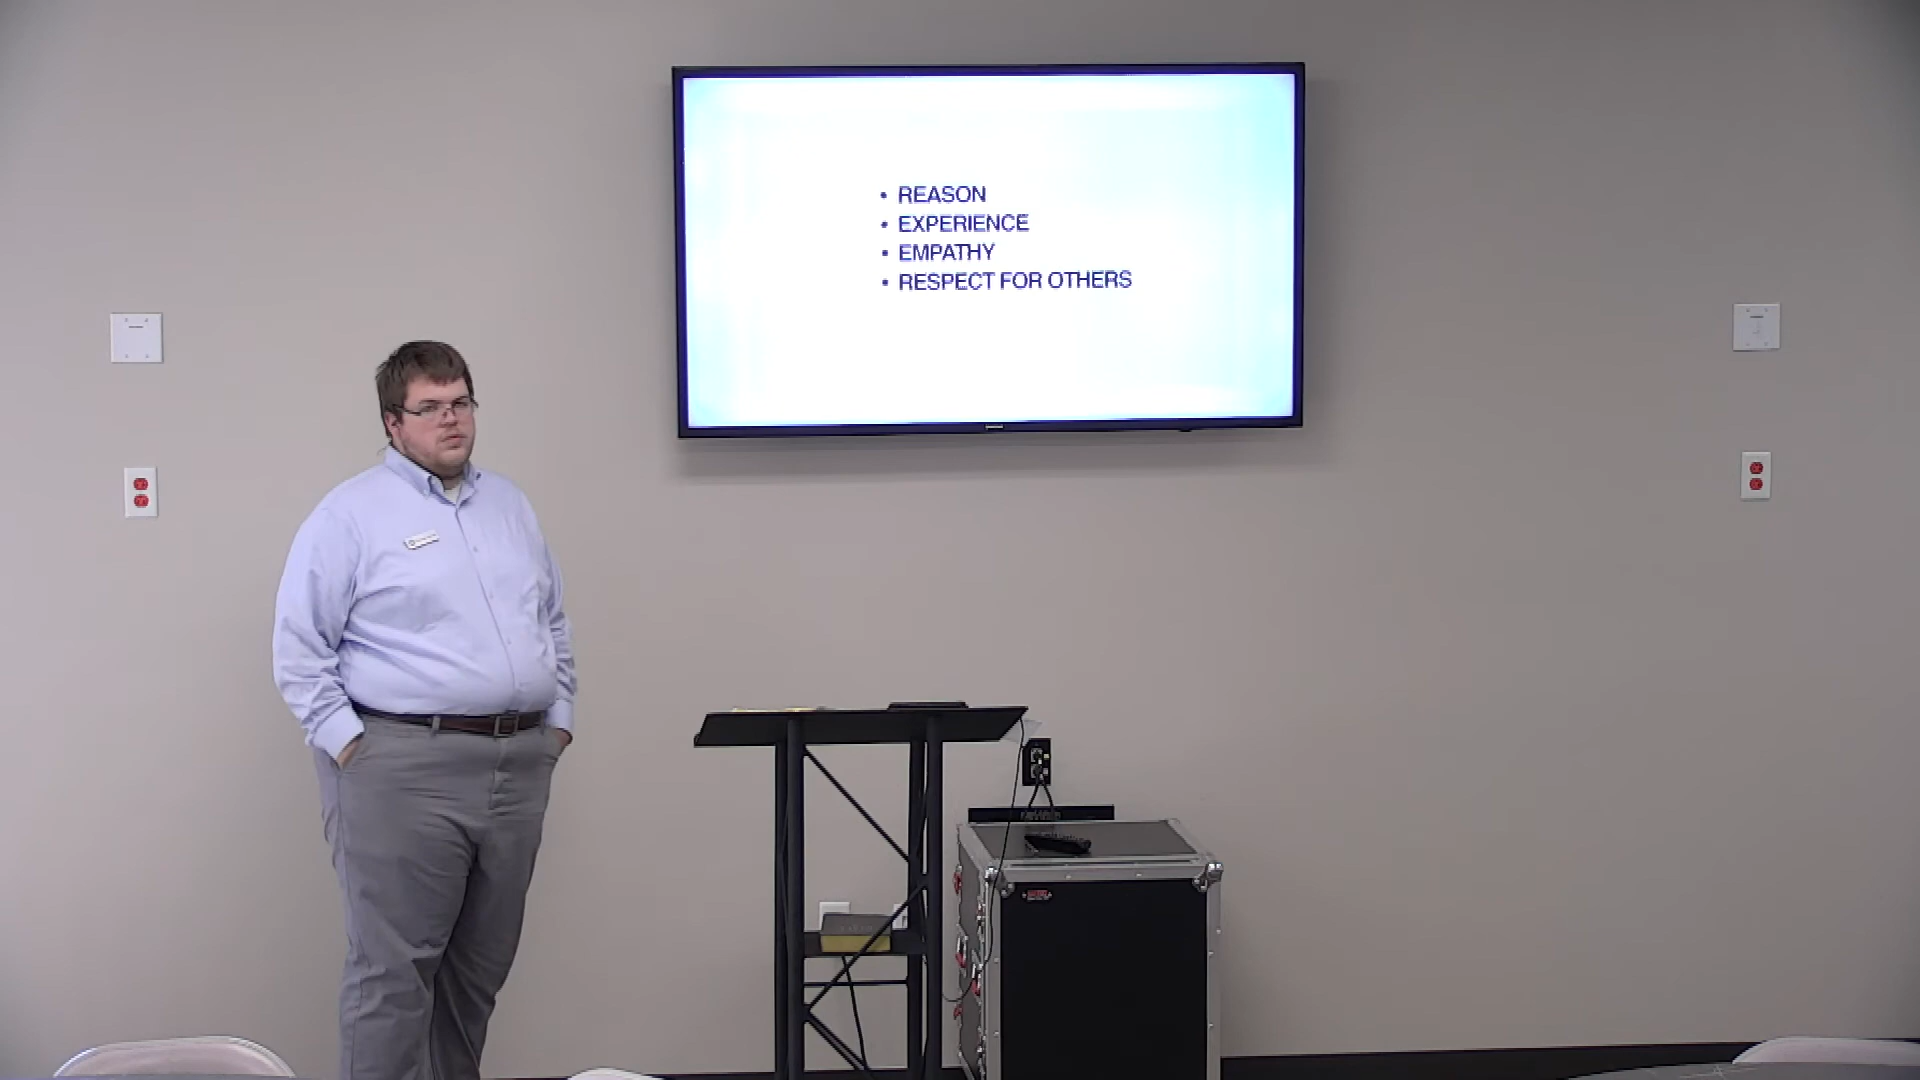 • REASON
• EXPERIENCE
• EMPATHY
• RESPECT FOR OTHERS